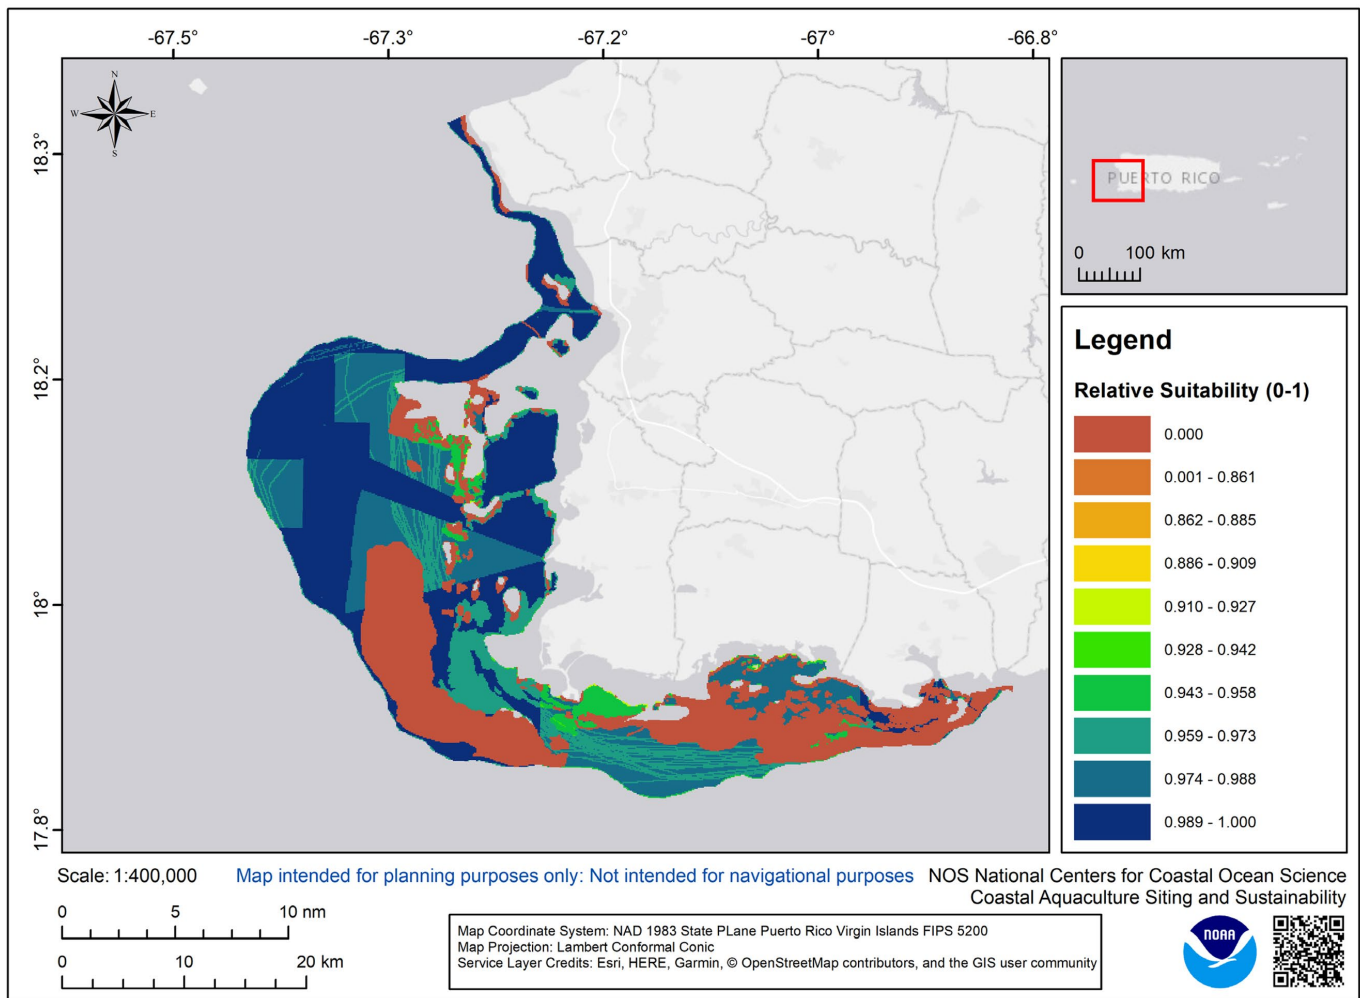 -67.5° -67.3° -67.2° -67° -66.8°
N
W E
S
18.3°
18.2°
18°
17.8°
PUERTO RICO
0 100 km
Legend
Relative Suitability (0-1)
0.000
0.001 - 0.861
0.862 - 0.885
0.886 - 0.909
0.910 - 0.927
0.928 - 0.942
0.943 - 0.958
0.959 - 0.973
0.974 - 0.988
0.989 - 1.000
Scale: 1:400,000 Map intended for planning purposes only: Not intended for navigational purposes NOS National Centers for Coastal Ocean Science
Coastal Aquaculture Siting and Sustainability
0 5 10 nm
0 10 20 km
Map Coordinate System: NAD 1983 State PLane Puerto Rico Virgin Islands FIPS 5200
Map Projection: Lambert Conformal Conic
Service Layer Credits: Esri, HERE, Garmin, © OpenStreetMap contributors, and the GIS user community
NOAA